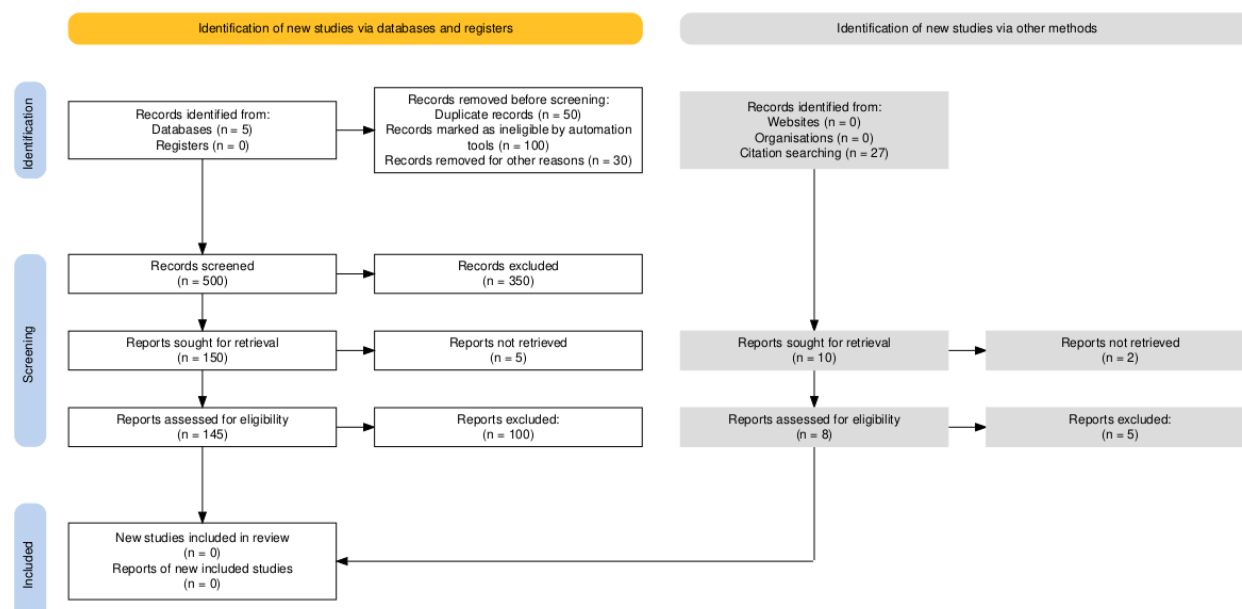 Identification of new studies via databases and registers
Identification of new studies via other methods
Identification
Records identified from:
Databases (n = 5)
Registers (n = 0)
Records removed before screening:
Duplicate records (n = 50)
Records marked as ineligible by automation
tools (n = 100)
Records removed for other reasons (n = 30)
Records identified from:
Websites (n = 0)
Organisations (n = 0)
Citation searching (n = 27)
Screening
Records screened
(n = 500)
Records excluded
(n = 350)
Reports sought for retrieval
(n = 150)
Reports not retrieved
(n = 5)
Reports sought for retrieval
(n = 10)
Reports not retrieved
(n = 2)
Reports assessed for eligibility
(n = 145)
Reports excluded:
(n = 100)
Reports assessed for eligibility
(n = 8)
Reports excluded:
(n = 5)
Included
New studies included in review
(n = 0)
Reports of new included studies
(n = 0)